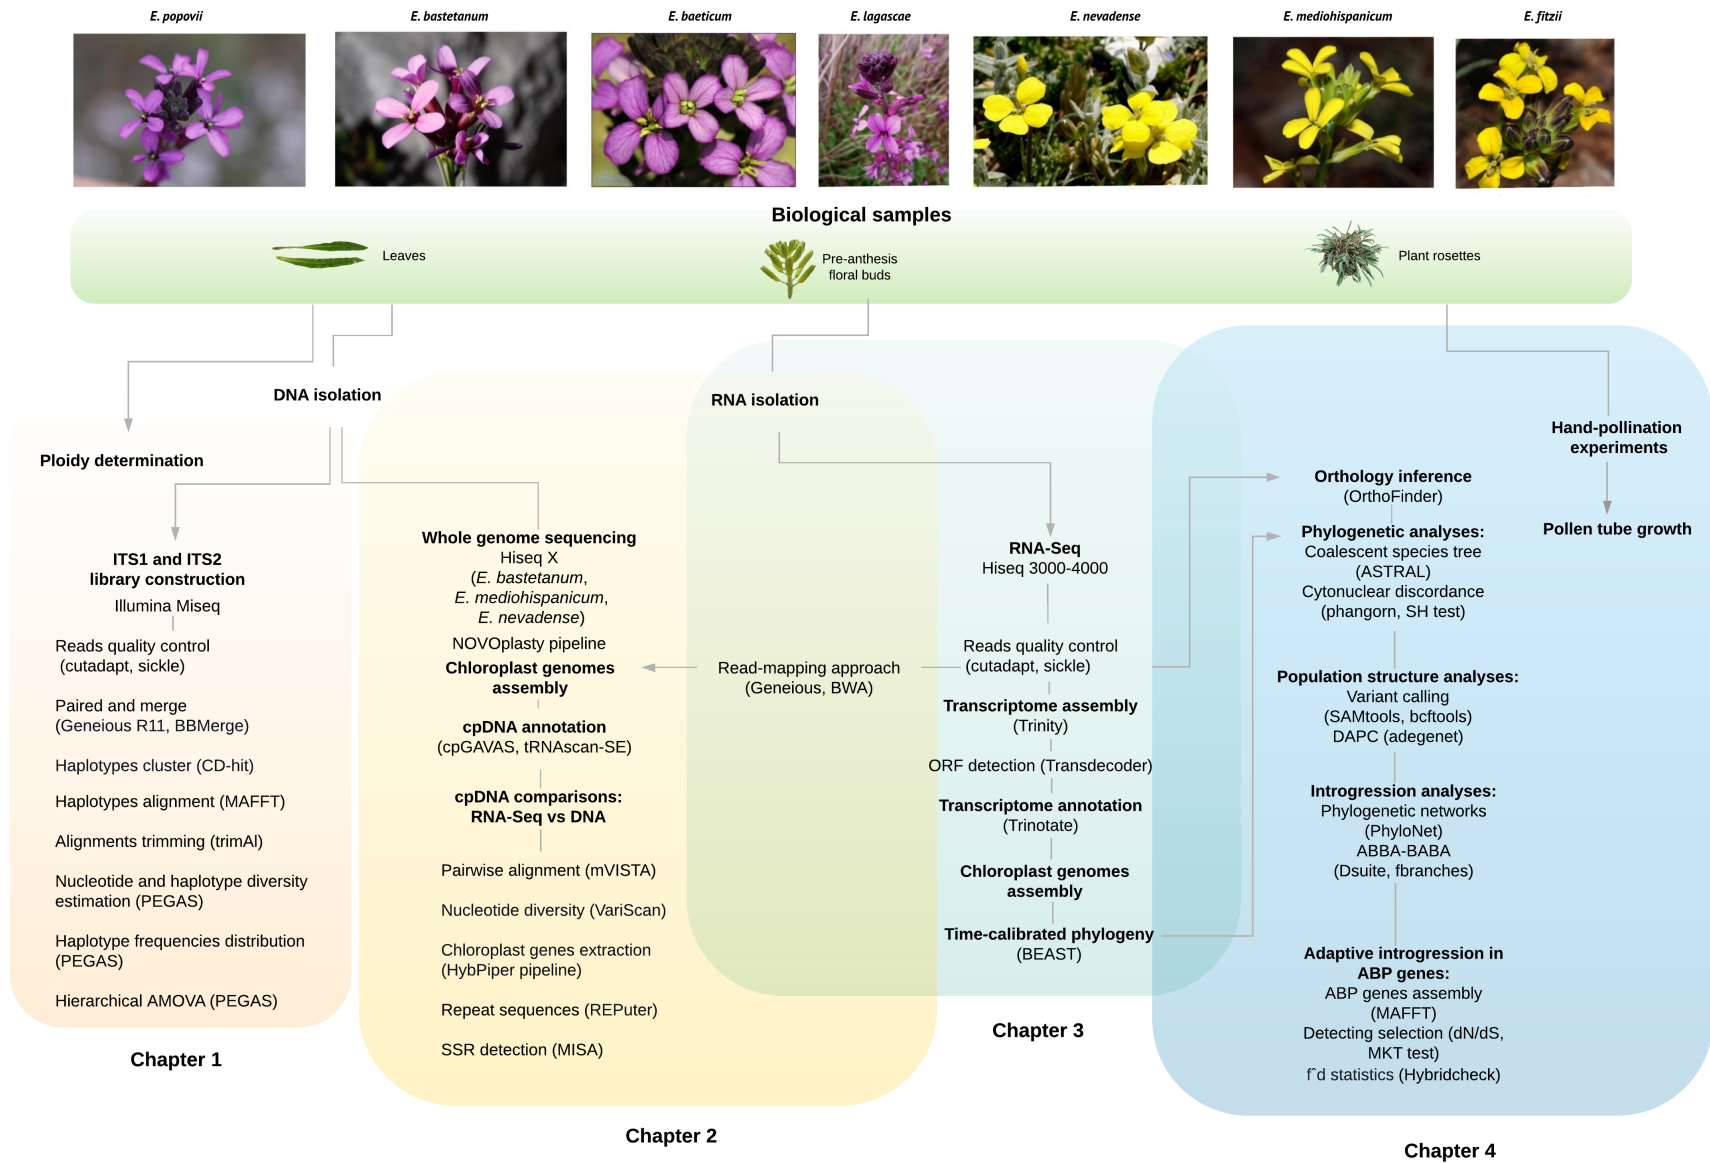 E. popovii
E. bastetanum
E. baeticum
E. lagascae
E. nevadense
E. mediohispanicum
E. fitzii
Biological samples
Leaves
Pre-anthesis
floral buds
Plant rosettes
DNA isolation
Ploidy determination
ITS1 and ITS2
library construction
Illumina Miseq
Reads quality control
(cutadapt, sickle)
Paired and merge
(Geneious R11, BBMerge)
Haplotypes cluster (CD-hit)
Haplotypes alignment (MAFFT)
Alignments trimming (trimAl)
Nucleotide and haplotype diversity
estimation (PEGAS)
Haplotype frequencies distribution
(PEGAS)
Hierarchical AMOVA (PEGAS)
Chapter 1
Whole genome sequencing
Hiseq X
(E. bastetanum,
E. mediohispanicum,
E. nevadense)
NOVOplasty pipeline
Chloroplast genomes
assembly
cpDNA annotation
(cpGAVAS, tRNAscan-SE)
cpDNA comparisons:
RNA-Seq vs DNA
Pairwise alignment (mVISTA)
Nucleotide diversity (VariScan)
Chloroplast genes extraction
(HybPiper pipeline)
Repeat sequences (REPuter)
SSR detection (MISA)
Chapter 2
RNA isolation
Read-mapping approach
(Geneious, BWA)
RNA-Seq
Hiseq 3000-4000
Reads quality control
(cutadapt, sickle)
Transcriptome assembly
(Trinity)
ORF detection (Transdecoder)
Transcriptome annotation
(Trinotate)
Chloroplast genomes
assembly
Time-calibrated phylogeny
(BEAST)
Chapter 3
Orthology inference
(OrthoFinder)
Phylogenetic analyses:
Coalescent species tree
(ASTRAL)
Cytonuclear discordance
(phangorn, SH test)
Population structure analyses:
Variant calling
(SAMtools, bcftools)
DAPC (adegenet)
Introgression analyses:
Phylogenetic networks
(PhyloNet)
ABBA-BABA
(Dsuite, fbranches)
Adaptive introgression in
ABP genes:
ABP genes assembly
(MAFFT)
Detecting selection (dN/dS,
MKT test)
fˆd statistics (Hybridcheck)
Hand-pollination
experiments
Pollen tube growth
Chapter 4